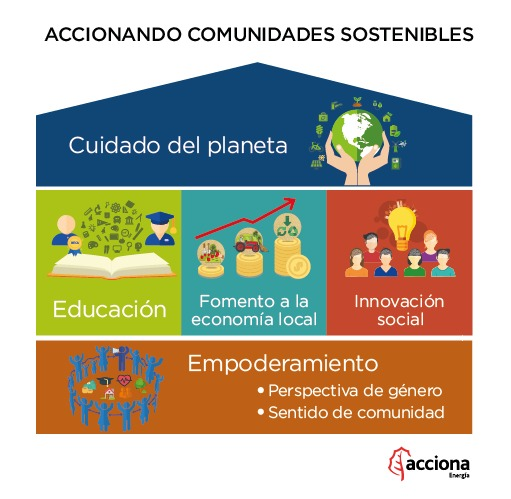 ACCIONANDO COMUNIDADES SOSTENIBLES
Cuidado del planeta
Educación
Fomento a la
economía local
Innovación
social
Empoderamiento
• Perspectiva de género
• Sentido de comunidad
acciona
Energía